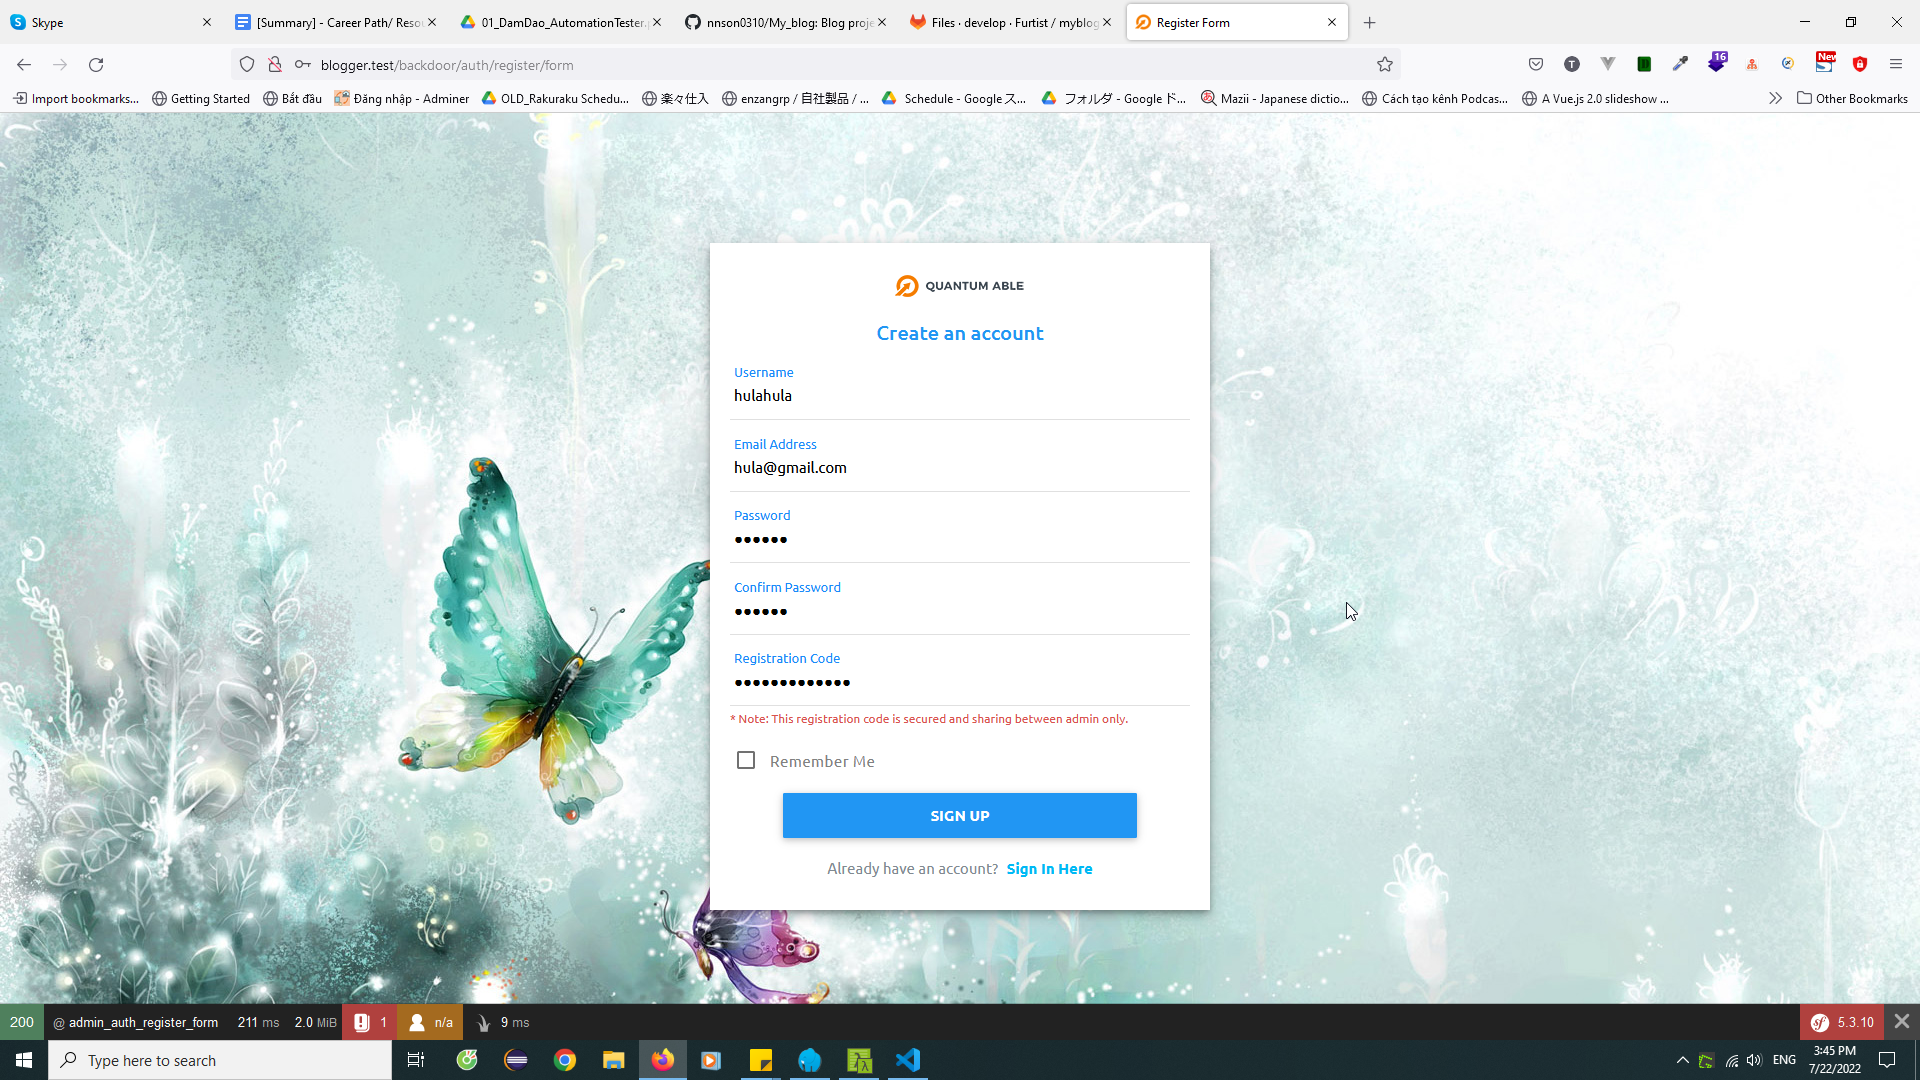 Skype
[Summary] - Career Path/ Reso
01_DamDao_AutomationTester.p
nnson0310/My_blog: Blog proje
Files · develop · Furtist / myblog
Register Form
blogger.test/backdoor/auth/register/form
T
16
New
Import bookmarks...
Getting Started
Bắt đầu
Đăng nhập - Adminer
OLD_Rakuraku Schedu...
楽々仕入
enzangrp / 自社製品 / ...
Schedule - Google ス...
フォルダ - Google ド...
Mazii - Japanese dictio...
Cách tạo kênh Podcas...
A Vue.js 2.0 slideshow ...
Other Bookmarks
QUANTUM ABLE
Create an account
Username
hulahula
Email Address
hula@gmail.com
Password
••••••
Confirm Password
••••••
Registration Code
•••••••••••••
* Note: This registration code is secured and sharing between admin only.
Remember Me
SIGN UP
Already have an account? Sign In Here
200 @ admin_auth_register_form 211 ms 2.0 MiB 1 n/a 9 ms
sf 5.3.10
Type here to search
ENG
3:45 PM
7/22/2022